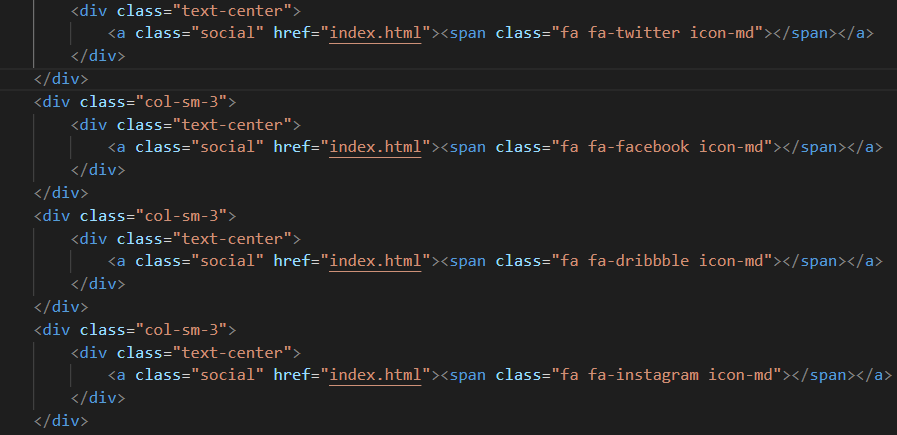 <div class="text-center">
<a class="social" href="index.html"><span class="fa fa-twitter icon-md"></span></a>
</div>
</div>
<div class="col-sm-3">
<div class="text-center">
<a class="social" href="index.html"><span class="fa fa-facebook icon-md"></span></a>
</div>
</div>
<div class="col-sm-3">
<div class="text-center">
<a class="social" href="index.html"><span class="fa fa-dribbble icon-md"></span></a>
</div>
</div>
<div class="col-sm-3">
<div class="text-center">
<a class="social" href="index.html"><span class="fa fa-instagram icon-md"></span></a>
</div>
</div>